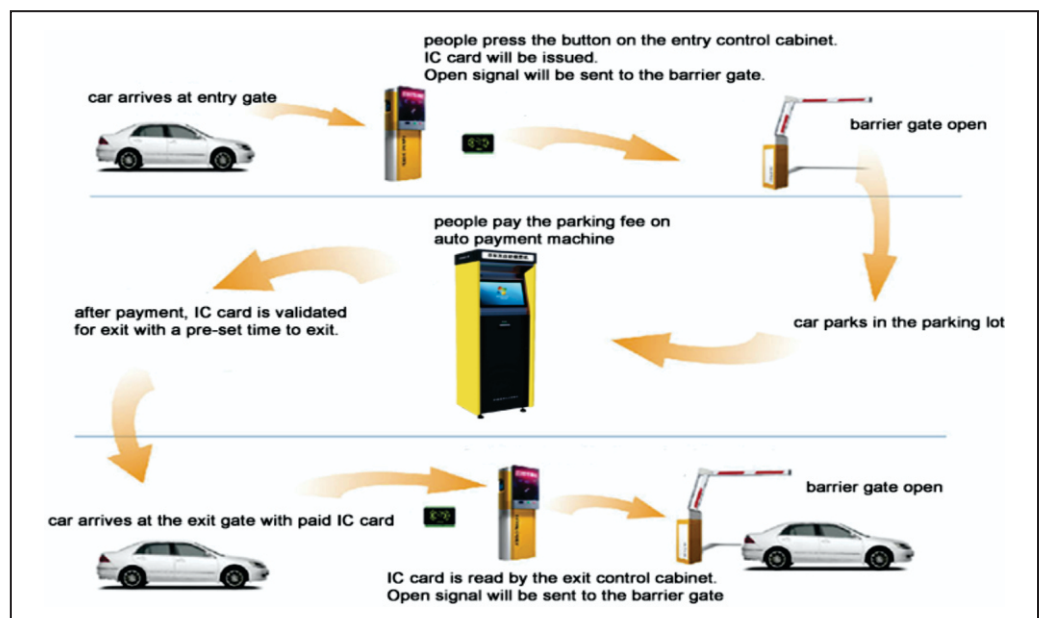 people press the button on the entry control cabinet.
IC card will be issued.
Open signal will be sent to the barrier gate.
car arrives at entry gate
barrier gate open
people pay the parking fee on
auto payment machine
after payment, IC card is validated
for exit with a pre-set time to exit.
car parks in the parking lot
barrier gate open
car arrives at the exit gate with paid IC card
IC card is read by the exit control cabinet.
Open signal will be sent to the barrier gate